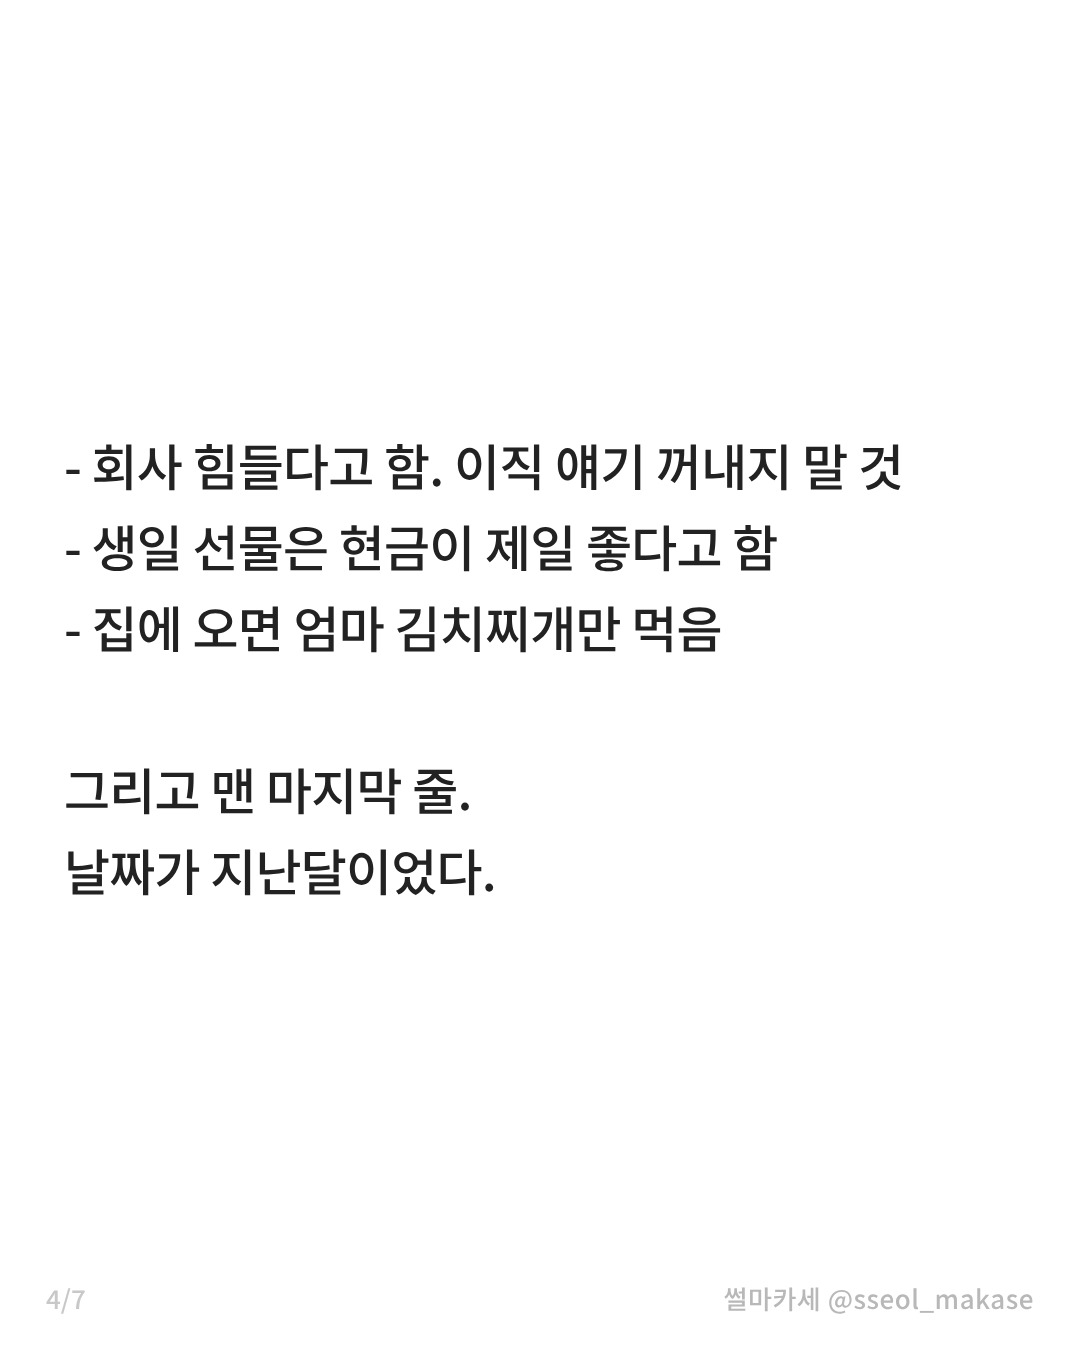 - 회사 힘들다고 함. 이직 얘기 꺼내지 말 것
- 생일 선물은 현금이 제일 좋다고 함
- 집에 오면 엄마 김치찌개만 먹음
그리고 맨 마지막 줄.
날짜가 지난달이었다.
4/7
썰마카세 @sseol_makase